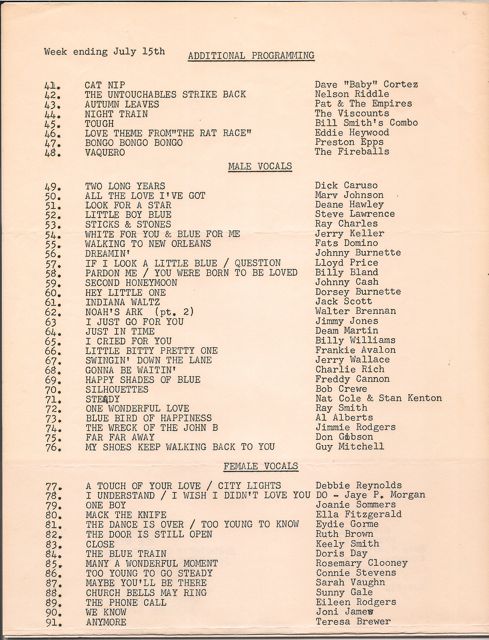 Week ending July 15th
ADDITIONAL PROGRAMMING
41. CAT NIP Dave "Baby" Cortez
42. THE UNTOUCHABLES STRIKE BACK Nelson Riddle
43. AUTUMN LEAVES Pat & The Empires
44. NIGHT TRAIN The Viscounts
45. TOUGH Bill Smith's Combo
46. LOVE THEME FROM"THE RAT RACE" Eddie Heywood
47. BONGO BONGO BONGO Preston Epps
48. VAQUERO The Fireballs
MALE VOCALS
49. TWO LONG YEARS Dick Caruso
50. ALL THE LOVE I'VE GOT Marv Johnson
51. LOOK FOR A STAR Deane Hawley
52. LITTLE BOY BLUE Steve Lawrence
53. STICKS & STONES Ray Charles
54. WHITE FOR YOU & BLUE FOR ME Jerry Keller
55. WALKING TO NEW ORLEANS Fats Domino
56. DREAMIN' Johnny Burnette
57. IF I LOOK A LITTLE BLUE / QUESTION Lloyd Price
58. PARDON ME / YOU WERE BORN TO BE LOVED Billy Bland
59. SECOND HONEYMOON Johnny Cash
60. HEY LITTLE ONE Dorsey Burnette
61. INDIANA WALTZ Jack Scott
62. NOAH'S ARK (pt. 2) Walter Brennan
63 I JUST GO FOR YOU Jimmy Jones
64. JUST IN TIME Deam Martin
65. I CRIED FOR YOU Billy Williams
66. LITTLE BITTY PRETTY ONE Frankie Avalon
67. SWINGIN' DOWN THE LANE Jerry Wallace
68. GONNA BE WAITIN' Charlie Rich
69. HAPPY SHADES OF BLUE Freddy Cannon
70. SILHOUETTES Bob Crewe
71. STEADY Nat Cole & Stan Kenton
72. ONE WONDERFUL LOVE Ray Smith
73. BLUE BIRD OF HAPPINESS Al Alberts
74. THE WRECK OF THE JOHN B Jimmie Rodgers
75. FAR FAR AWAY Don Gibson
76. MY SHOES KEEP WALKING BACK TO YOU Guy Mitchell
FEMALE VOCALS
77. A TOUCH OF YOUR LOVE / CITY LIGHTS Debbie Reynolds
78. I UNDERSTAND / I WISH I DIDN'T LOVE YOU DO - Jaye P. Morgan
79. ONE BOY Joanie Sommers
80. MACK THE KNIFE Ella Fitzgerald
81. THE DANCE IS OVER / TOO YOUNG TO KNOW Eydie Gorme
82. THE DOOR IS STILL OPEN Ruth Brown
83. CLOSE Keely Smith
84. THE BLUE TRAIN Doris Day
85. MANY A WONDERFUL MOMENT Rosemary Clooney
86. TOO YOUNG TO GO STEADY Connie Stevens
87. MAYBE YOU'LL BE THERE Sarah Vaughn
88. CHURCH BELLS MAY RING Sunny Gale
89. THE PHONE CALL Eileen Rodgers
90. WE KNOW Joni James
91. ANYMORE Teresa Brewer